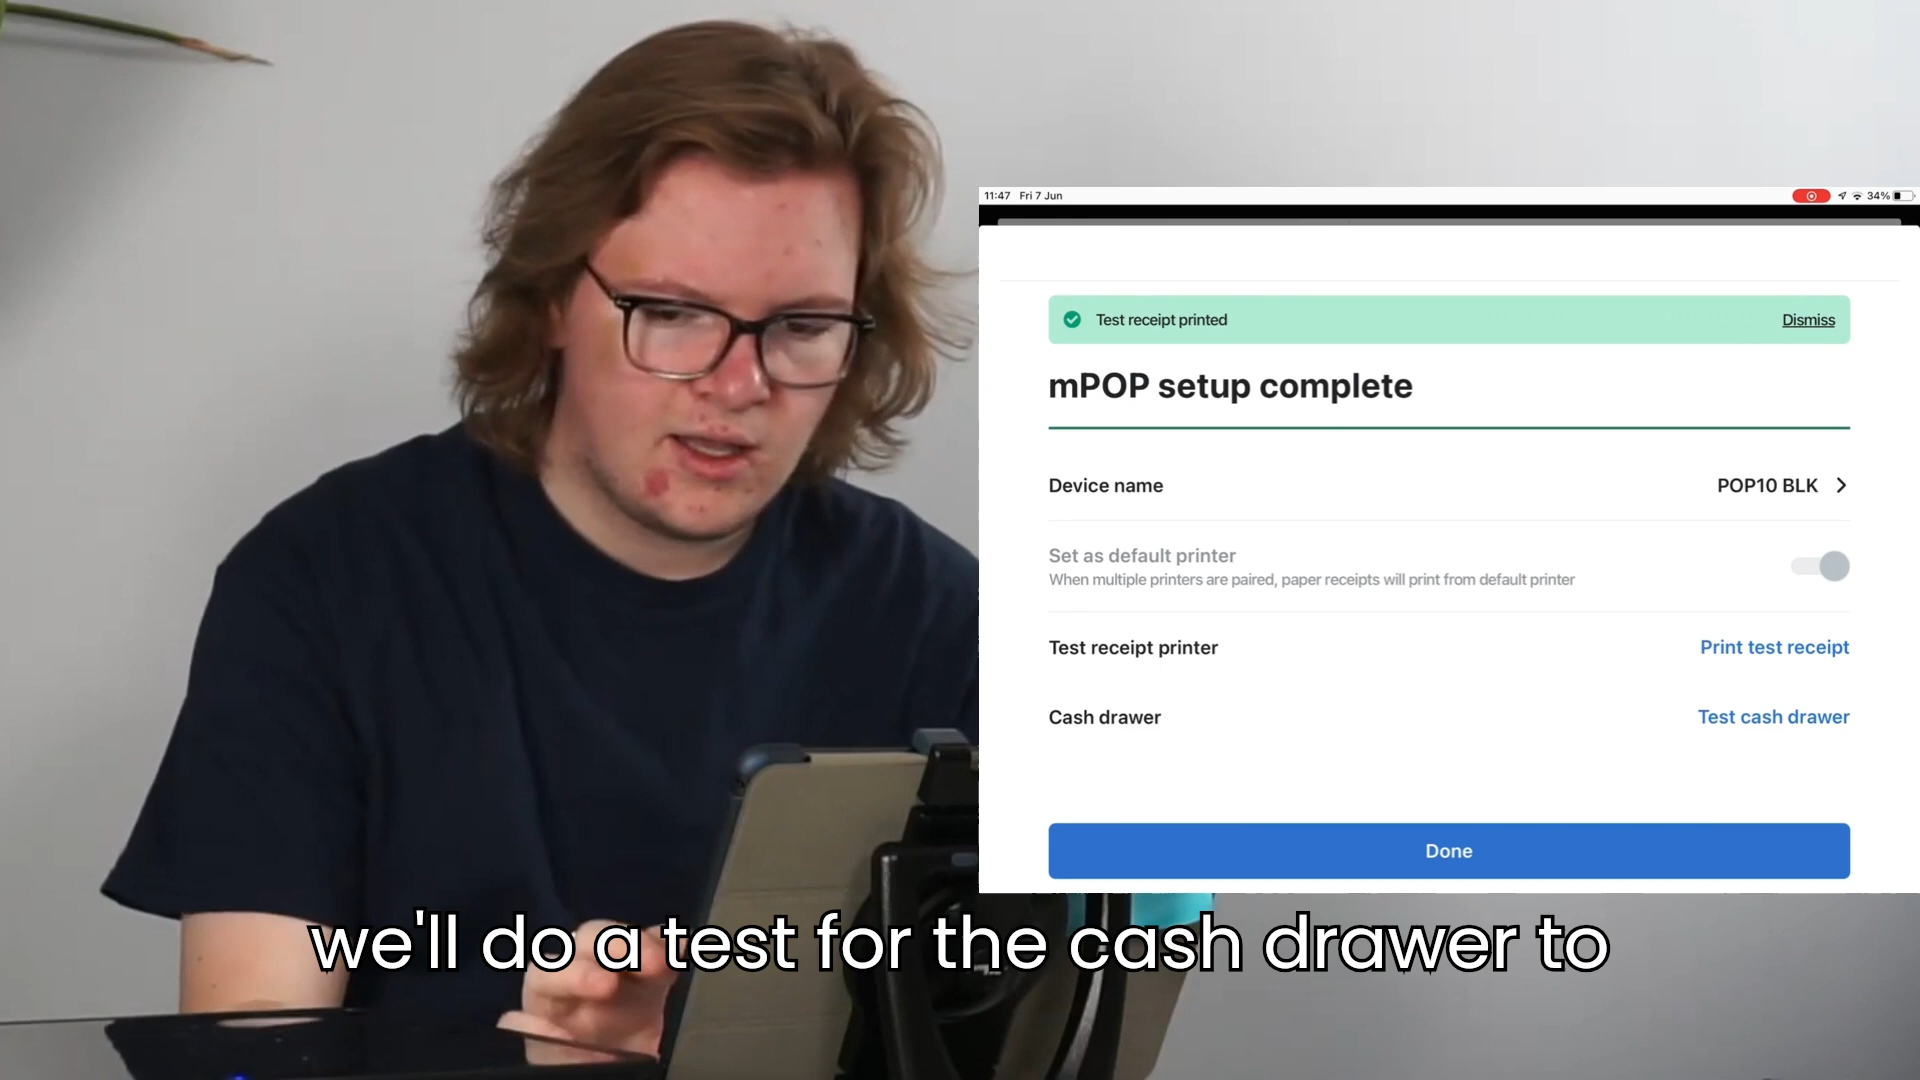 11:47 Fri 7 Jun
34%
Test receipt printed
Dismiss
mPOP setup complete
Device name
POP10 BLK
Set as default printer
When multiple printers are paired, paper receipts will print from default printer
Test receipt printer
Print test receipt
Cash drawer
Test cash drawer
Done
we'll do a test for the cash drawer to